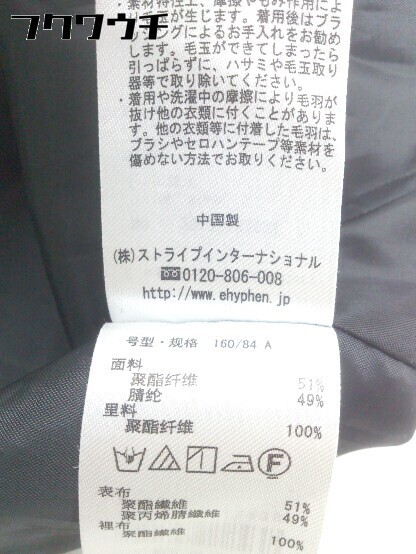 フクワウチ
・素材特性上、摩擦やもみ作用によ
り毛玉が生じます。着用後はブラ
ッシングによるお手入れをお勧め
します。毛玉ができてしまったら
引っぱらずに、ハサミや毛玉取り
器等で取り除いてください。
・着用や洗濯中の摩擦により毛羽が
抜け他の衣類に付くことがありま
す。他の衣類等に付着した毛羽は、
ブラシやセロハンテープ等素材を
傷めない方法でお取りください。
中国製
(株)ストライプインターナショナル
0120-806-008
http://www.ehyphen.jp
号型・规格 160/84 A
面料
聚酯纤维 51%
腈纶 49%
里料
聚酯纤维 100%
F
表布
聚酯纖維 51%
聚丙烯腈纖維 49%
裡布
聚酯纖維 100%